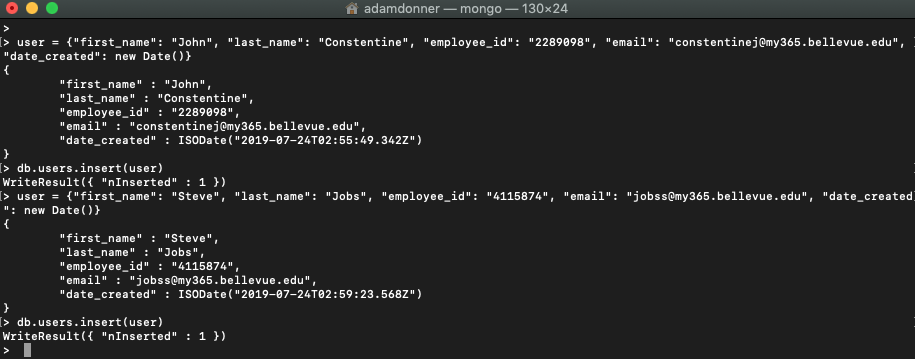 adamdonner — mongo — 130×24
>
[> user = {"first_name": "John", "last_name": "Constentine", "employee_id": "2289098", "email": "constentinej@my365.bellevue.edu", ]
"date_created": new Date()}
{
        "first_name" : "John",
        "last_name" : "Constentine",
        "employee_id" : "2289098",
        "email" : "constentinej@my365.bellevue.edu",
        "date_created" : ISODate("2019-07-24T02:55:49.342Z")
}
[> db.users.insert(user)
WriteResult({ "nInserted" : 1 })
[> user = {"first_name": "Steve", "last_name": "Jobs", "employee_id": "4115874", "email": "jobss@my365.bellevue.edu", "date_created]
": new Date()}
{
        "first_name" : "Steve",
        "last_name" : "Jobs",
        "employee_id" : "4115874",
        "email" : "jobss@my365.bellevue.edu",
        "date_created" : ISODate("2019-07-24T02:59:23.568Z")
}
[> db.users.insert(user)
WriteResult({ "nInserted" : 1 })
>